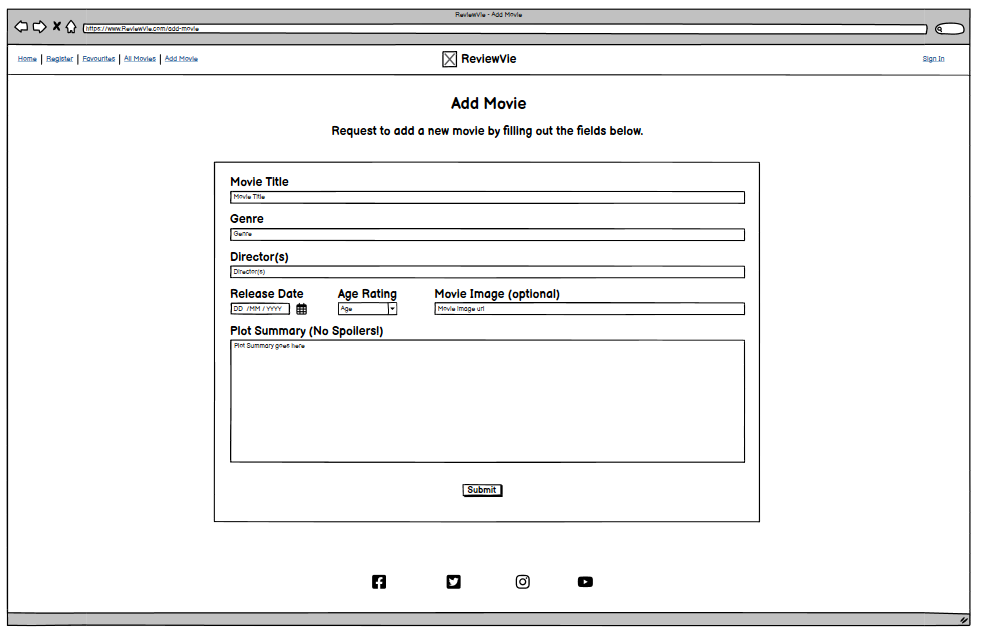 ReviewVie - Add Movie
https://www.ReviewVie.com/add-movie
Home | Register | Favourites | All Movies | Add Movie
ReviewVie
Sign In
Add Movie
Request to add a new movie by filling out the fields below.
Movie Title
Movie Title
Genre
Genre
Director(s)
Director(s)
Release Date Age Rating Movie Image (optional)
DD / MM / YYYY Age Movie image url
Plot Summary (No Spoilers!)
Plot Summary goes here
Submit